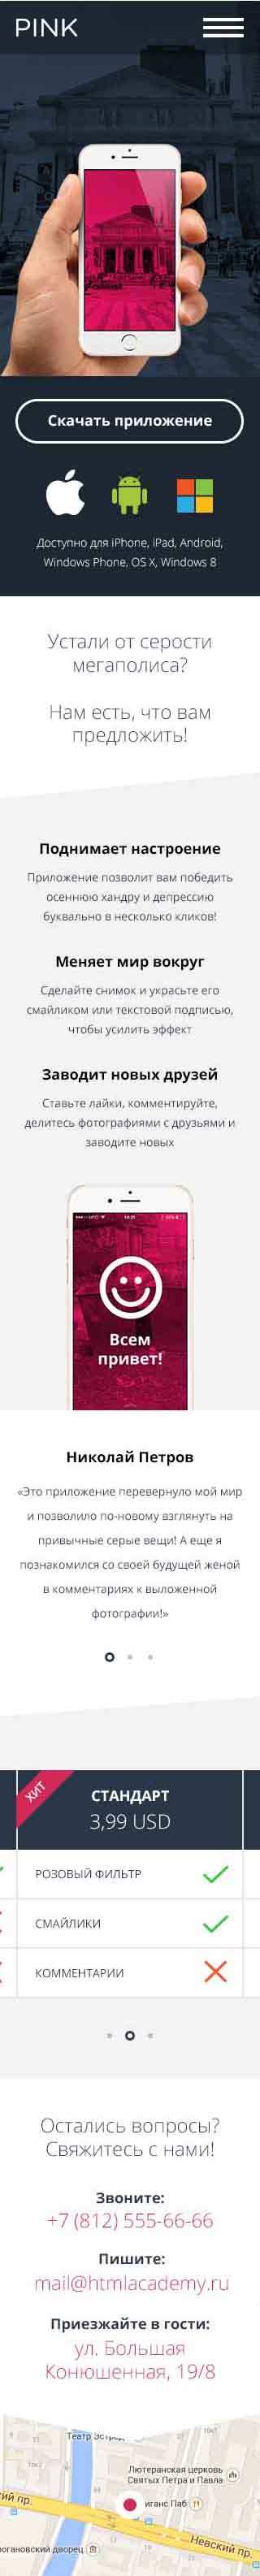 PINK
Скачать приложение
Доступно для iPhone, iPad, Android,
Windows Phone, OS X, Windows 8
Устали от серости
мегаполиса?
Нам есть, что вам
предложить!
Поднимает настроение
Приложение позволит вам победить
осеннюю хандру и депрессию
буквально в несколько кликов!
Меняет мир вокруг
Сделайте снимок и украсьте его
смайликом или текстовой подписью,
чтобы усилить эффект
Заводит новых друзей
Ставьте лайки, комментируйте,
делитесь фотографиями с друзьями и
заводите новых
Всем
привет!
Николай Петров
«Это приложение перевернуло мой мир
и позволило по-новому взглянуть на
привычные серые вещи! А еще я
познакомился со своей будущей женой
в комментариях к выложенной
фотографии!»
ХИТ
СТАНДАРТ
3,99 USD
РОЗОВЫЙ ФИЛЬТР
СМАЙЛИКИ
КОММЕНТАРИИ
Остались вопросы?
Свяжитесь с нами!
Звоните:
+7 (812) 555-66-66
Пишите:
mail@htmlacademy.ru
Приезжайте в гости:
ул. Большая
Конюшенная, 19/8
Театр
Лютеранская церковь
Святых Петра и Павла
ий пр.
иганс Паб
Невский пр.
огановский дворец